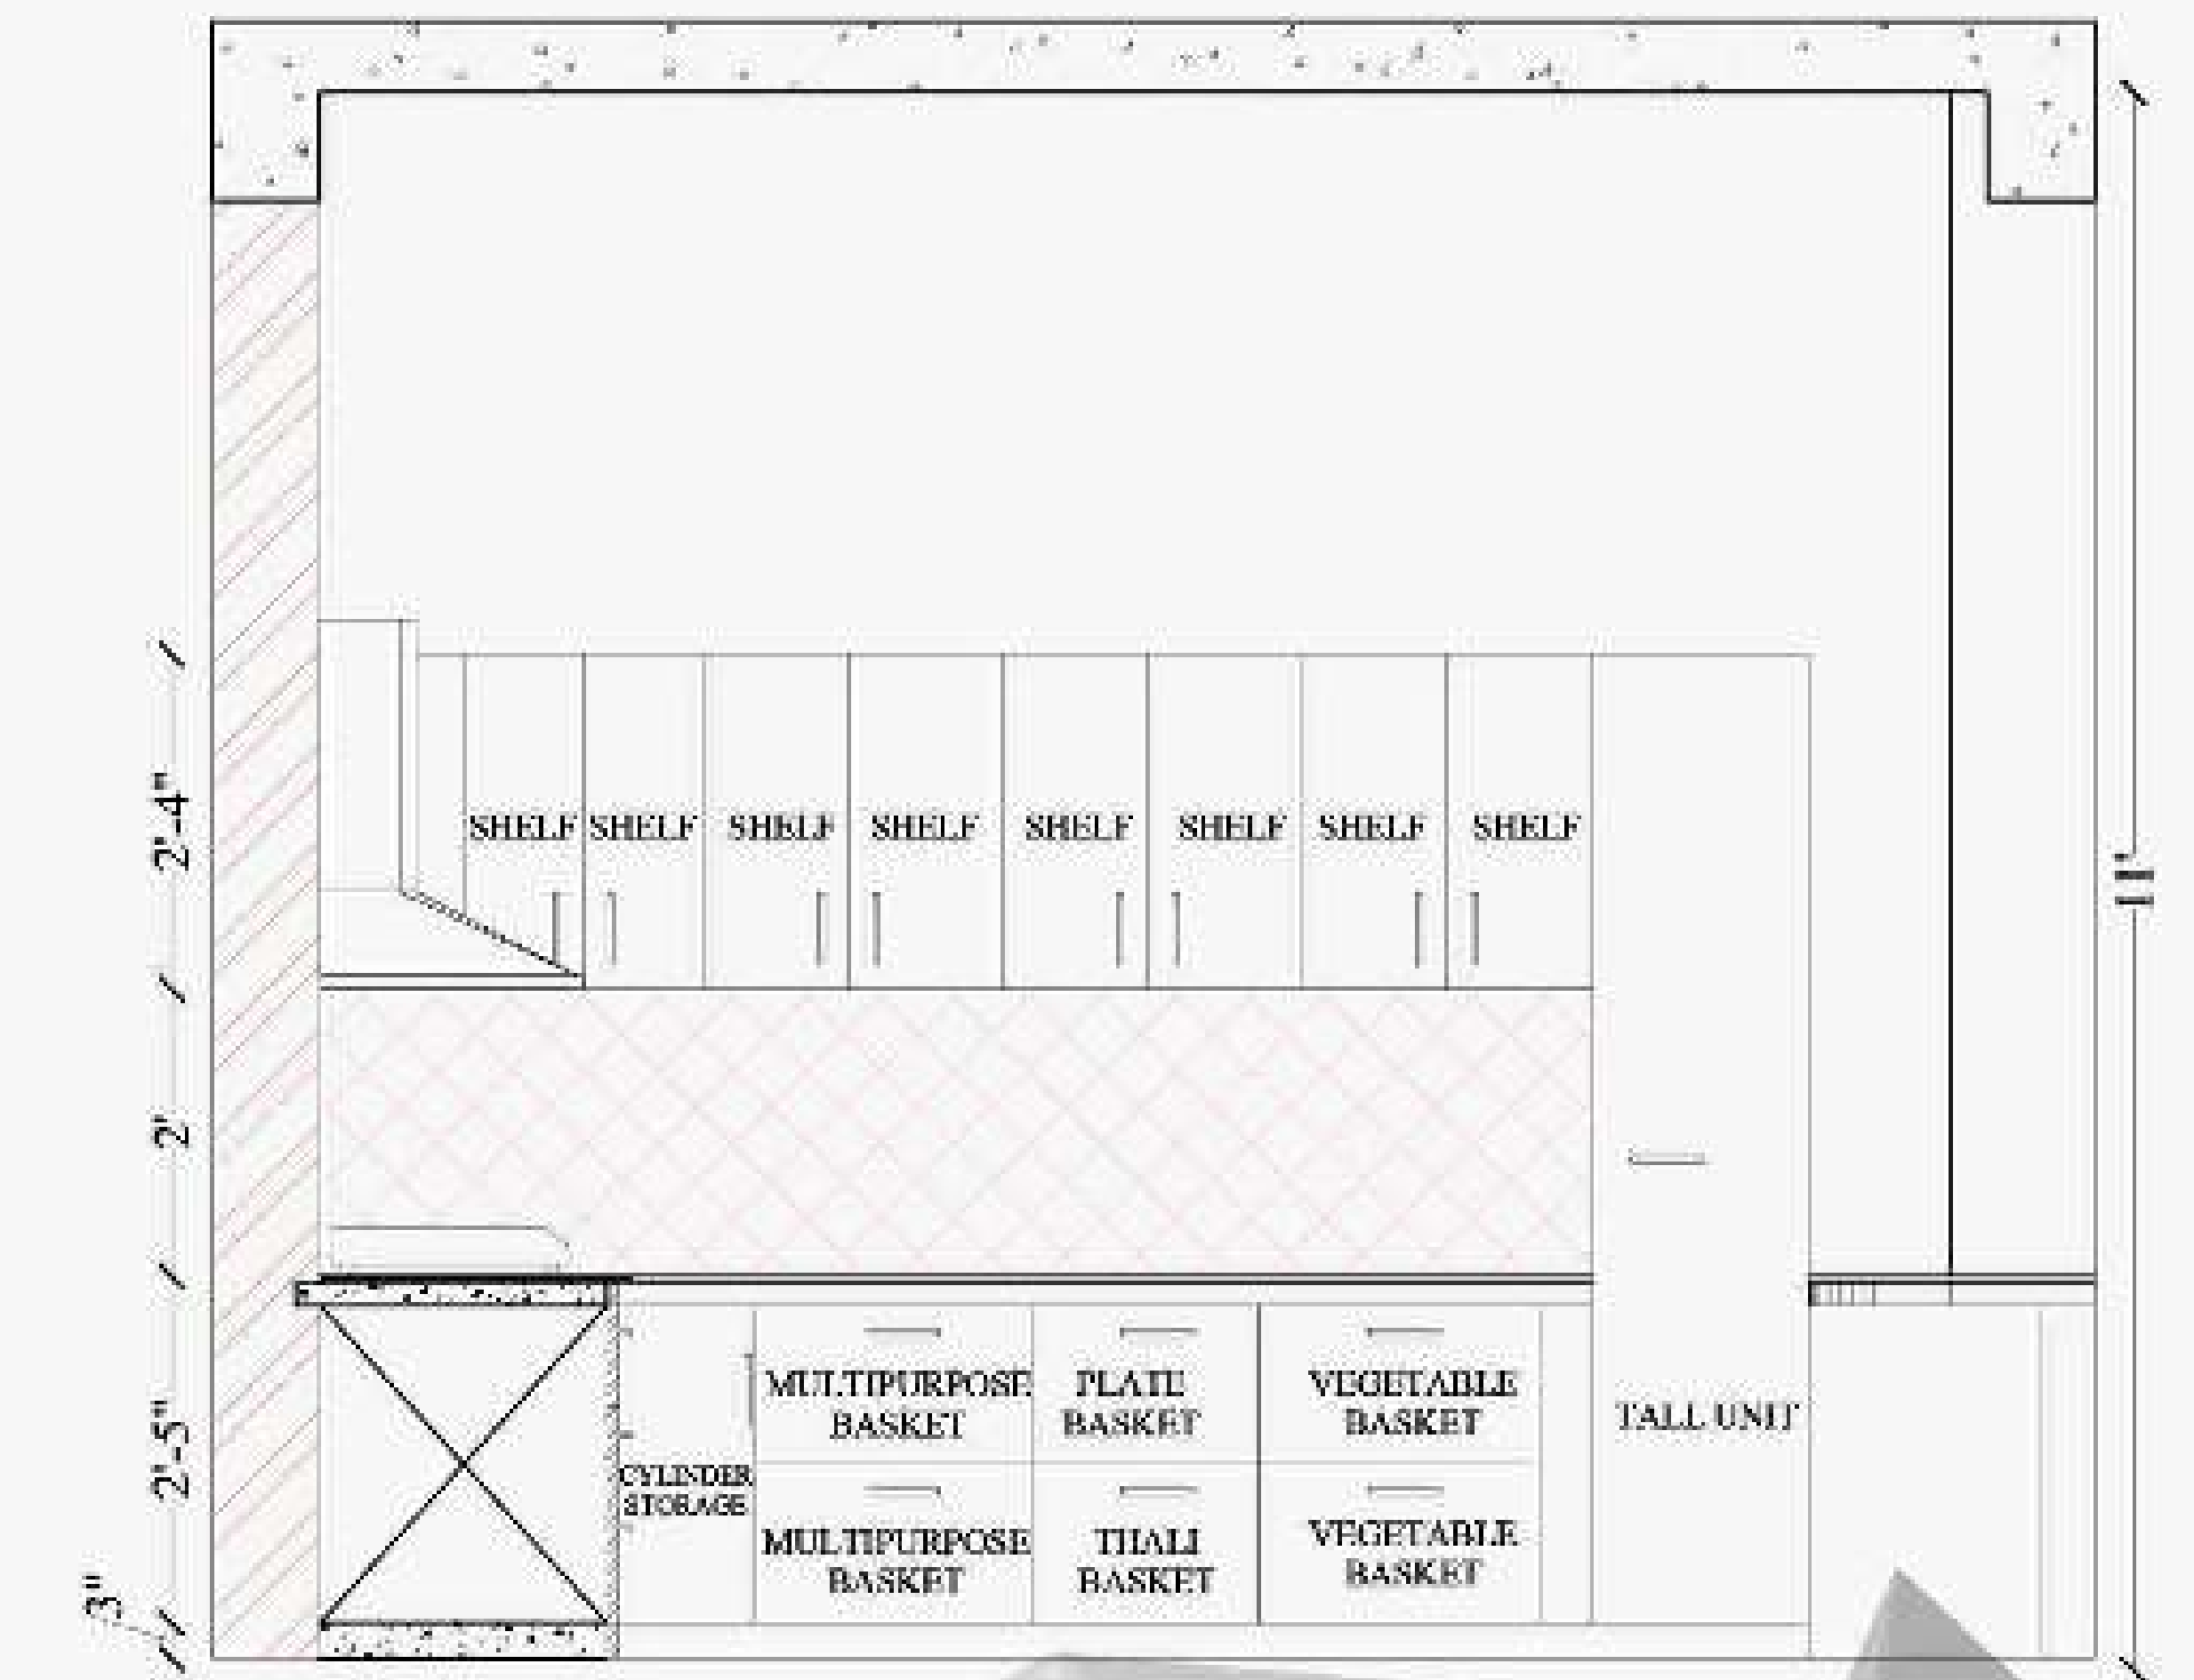 SHELF SHELF SHELF SHELF SHELF SHELF SHELF SHELF
2'-4"
11'
2'
MULTIPURPOSE
BASKET
PLATE
BASKET
VEGETABLE
BASKET
TALL UNIT
2'-5"
CYLINDER
STORAGE
MULTIPURPOSE
BASKET
THALI
BASKET
VEGETABLE
BASKET
3"